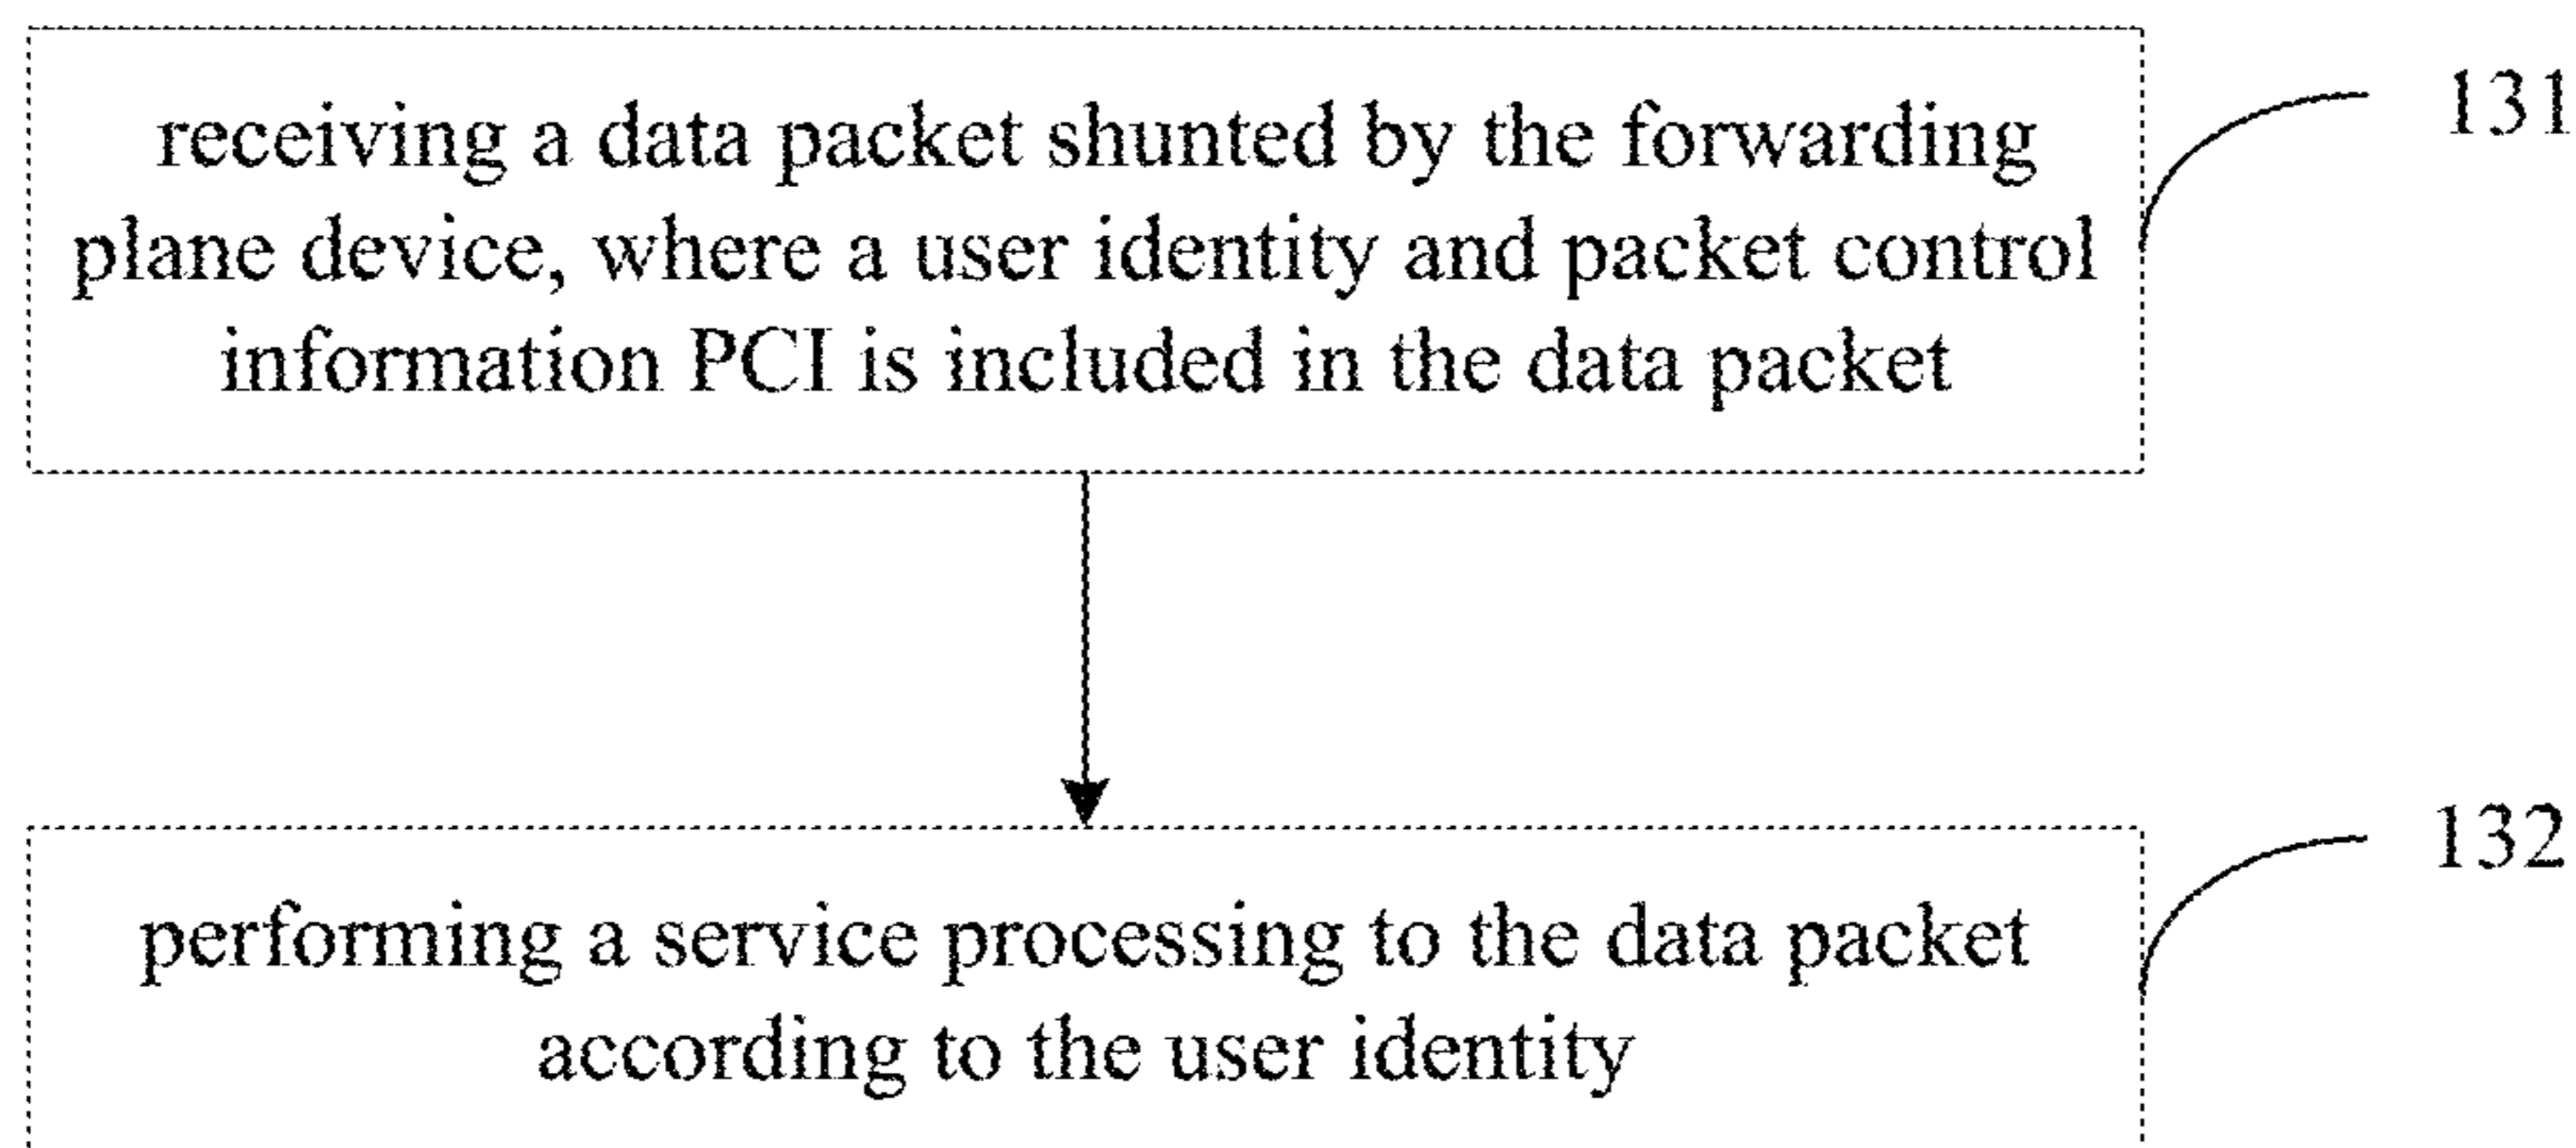 receiving a data packet shunted by the forwarding
plane device, where a user identity and packet control
information PCI is included in the data packet
131
performing a service processing to the data packet
according to the user identity
132